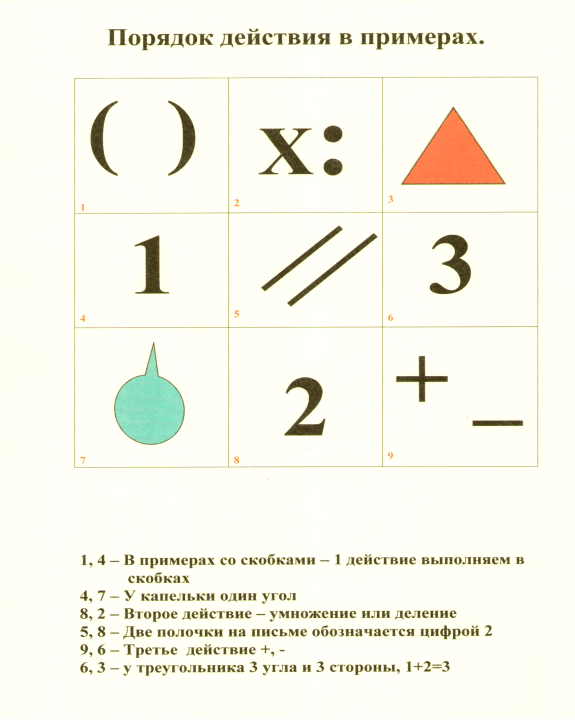 Порядок действия в примерах.
( ) х:
1 2 3
1 3
4 5 6
2 + –
7 8 9
1, 4 – В примерах со скобками – 1 действие выполняем в
скобках
4, 7 – У капельки один угол
8, 2 – Второе действие – умножение или деление
5, 8 – Две полочки на письме обозначается цифрой 2
9, 6 – Третье действие +, -
6, 3 – у треугольника 3 угла и 3 стороны, 1+2=3